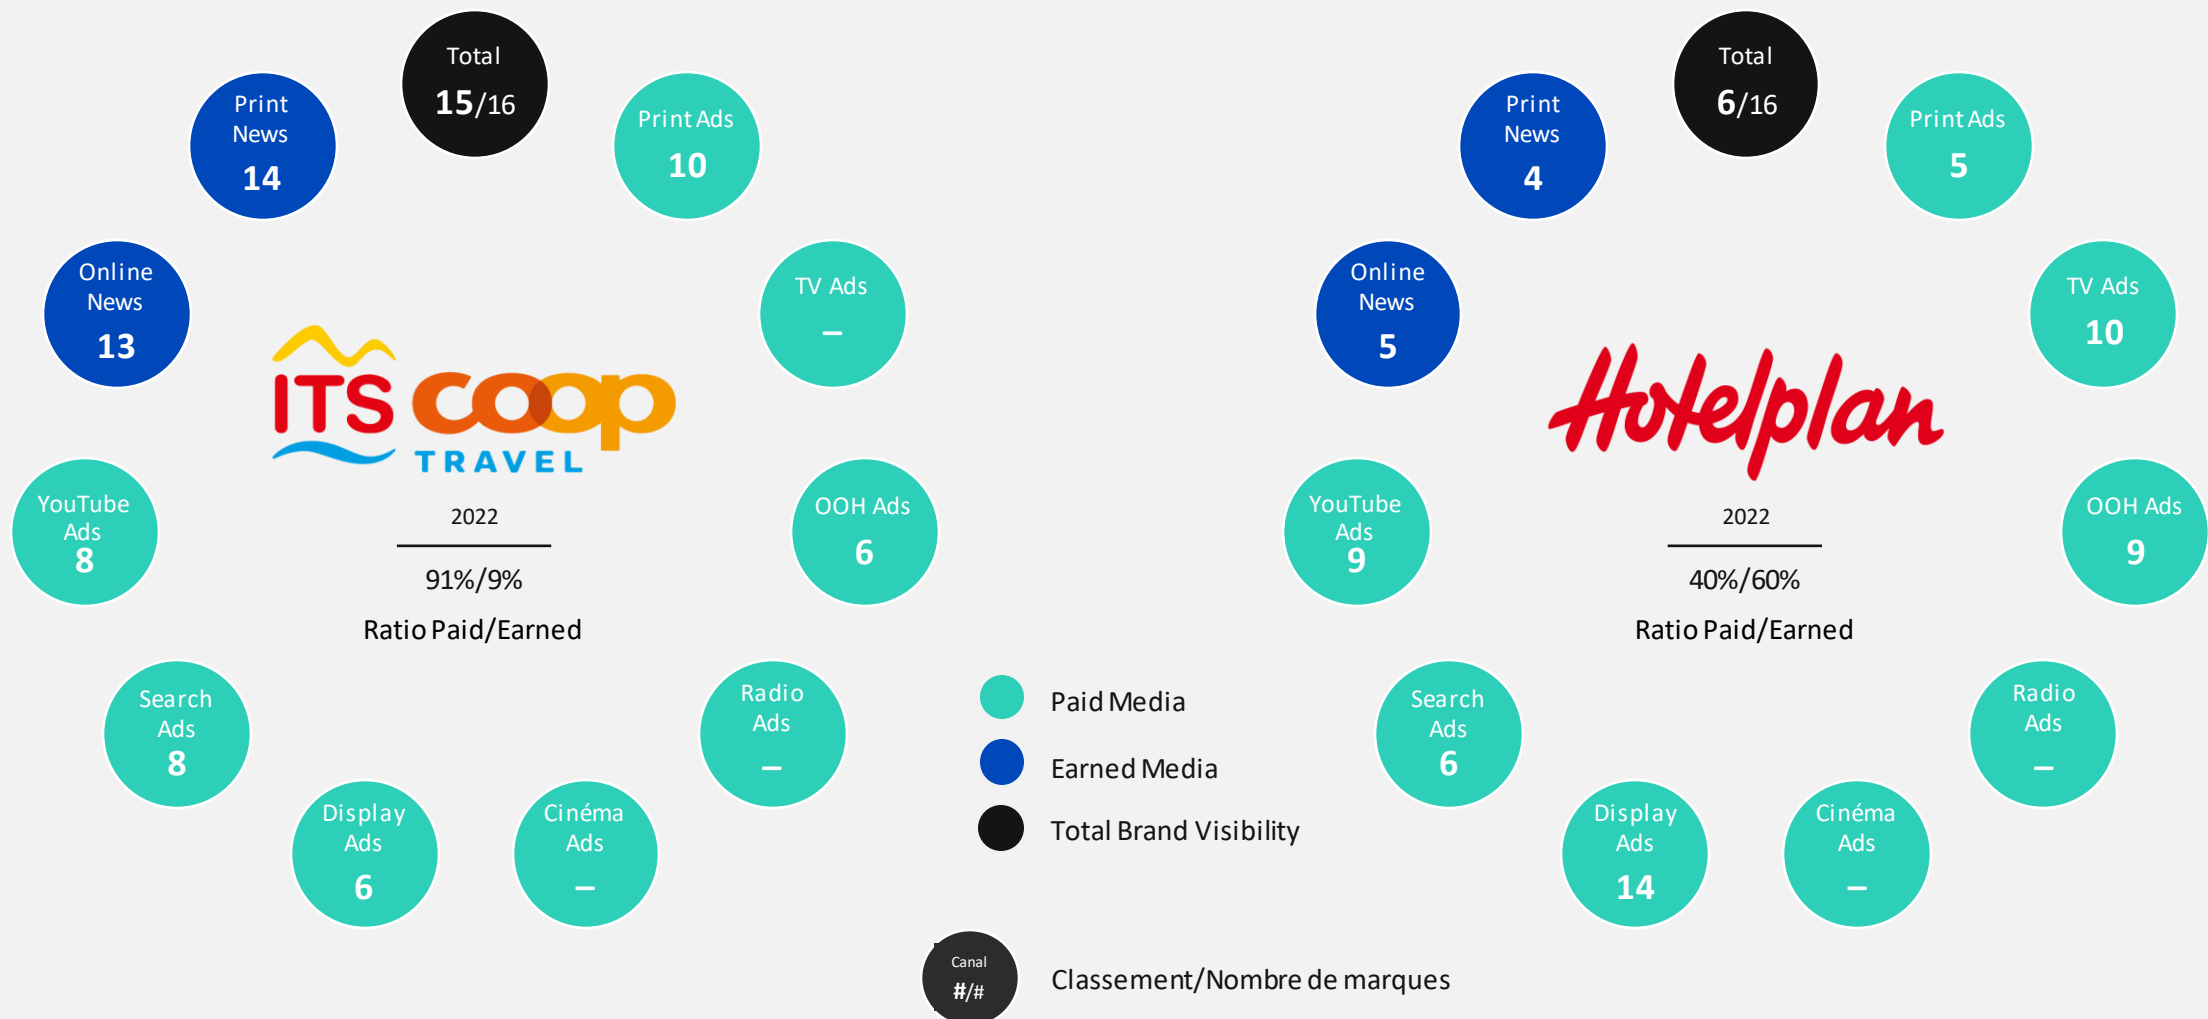 Total
15/16
Print Ads
10
TV Ads
–
OOH Ads
6
Radio
Ads
–
Cinéma
Ads
–
Display
Ads
6
Search
Ads
8
YouTube
Ads
8
Online
News
13
Print
News
14
ITS coop
TRAVEL
2022
91%/9%
Ratio Paid/Earned
Total
6/16
Print Ads
5
TV Ads
10
OOH Ads
9
Radio
Ads
–
Cinéma
Ads
–
Display
Ads
14
Search
Ads
6
YouTube
Ads
9
Online
News
5
Print
News
4
Hotelplan
2022
40%/60%
Ratio Paid/Earned
Paid Media
Earned Media
Total Brand Visibility
Canal
#/#
Classement/Nombre de marques